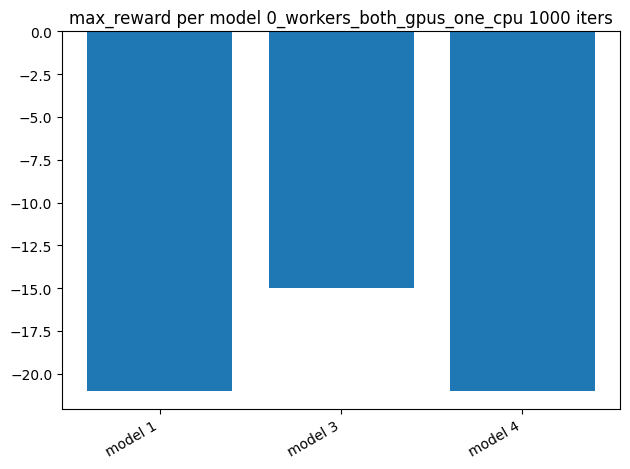 max_reward per model 0_workers_both_gpus_one_cpu 1000 iters
0.0
−2.5
−5.0
−7.5
−10.0
−12.5
−15.0
−17.5
−20.0
model 1
model 3
model 4